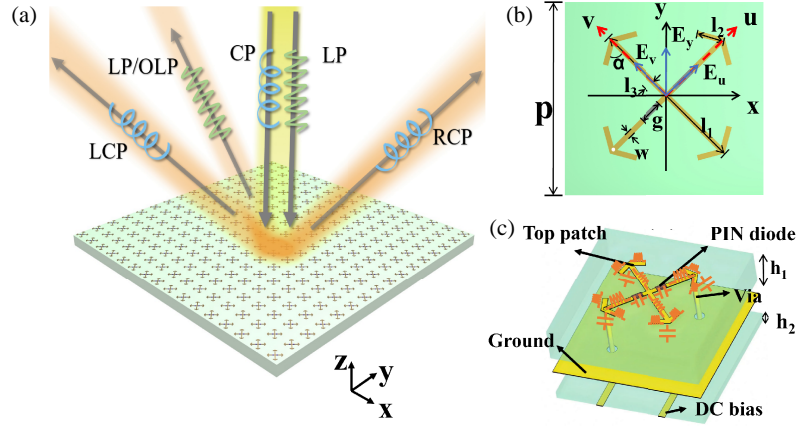 (a)
LP/OLP
CP
LP
LCP
RCP
z
y
x
(b)
v
y
u
E_y
l_2
α
E_v
E_u
l_3
x
p
g
l_1
w
(c)
Top patch
PIN diode
h_1
Via
h_2
Ground
DC bias